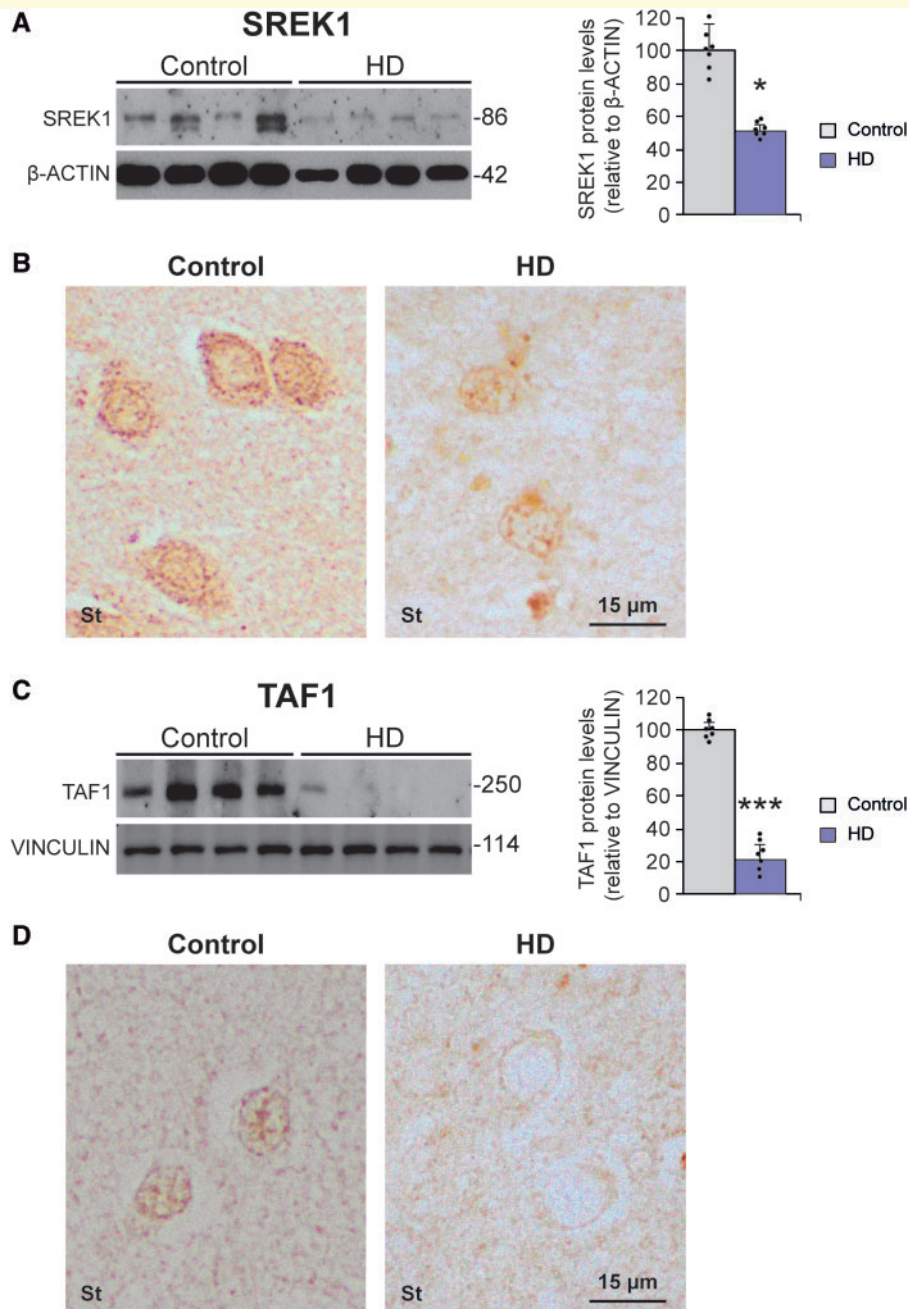 A
SREK1
Control HD
SREK1
-86
β-ACTIN
-42
SREK1 protein levels
(relative to β-ACTIN)
120
100
80
60
40
20
0
*
Control
HD
B
Control HD
St
St
15 µm
C
TAF1
Control HD
TAF1
-250
VINCULIN
-114
TAF1 protein levels
(relative to VINCULIN)
120
100
80
60
40
20
0
***
Control
HD
D
Control HD
St
St
15 µm